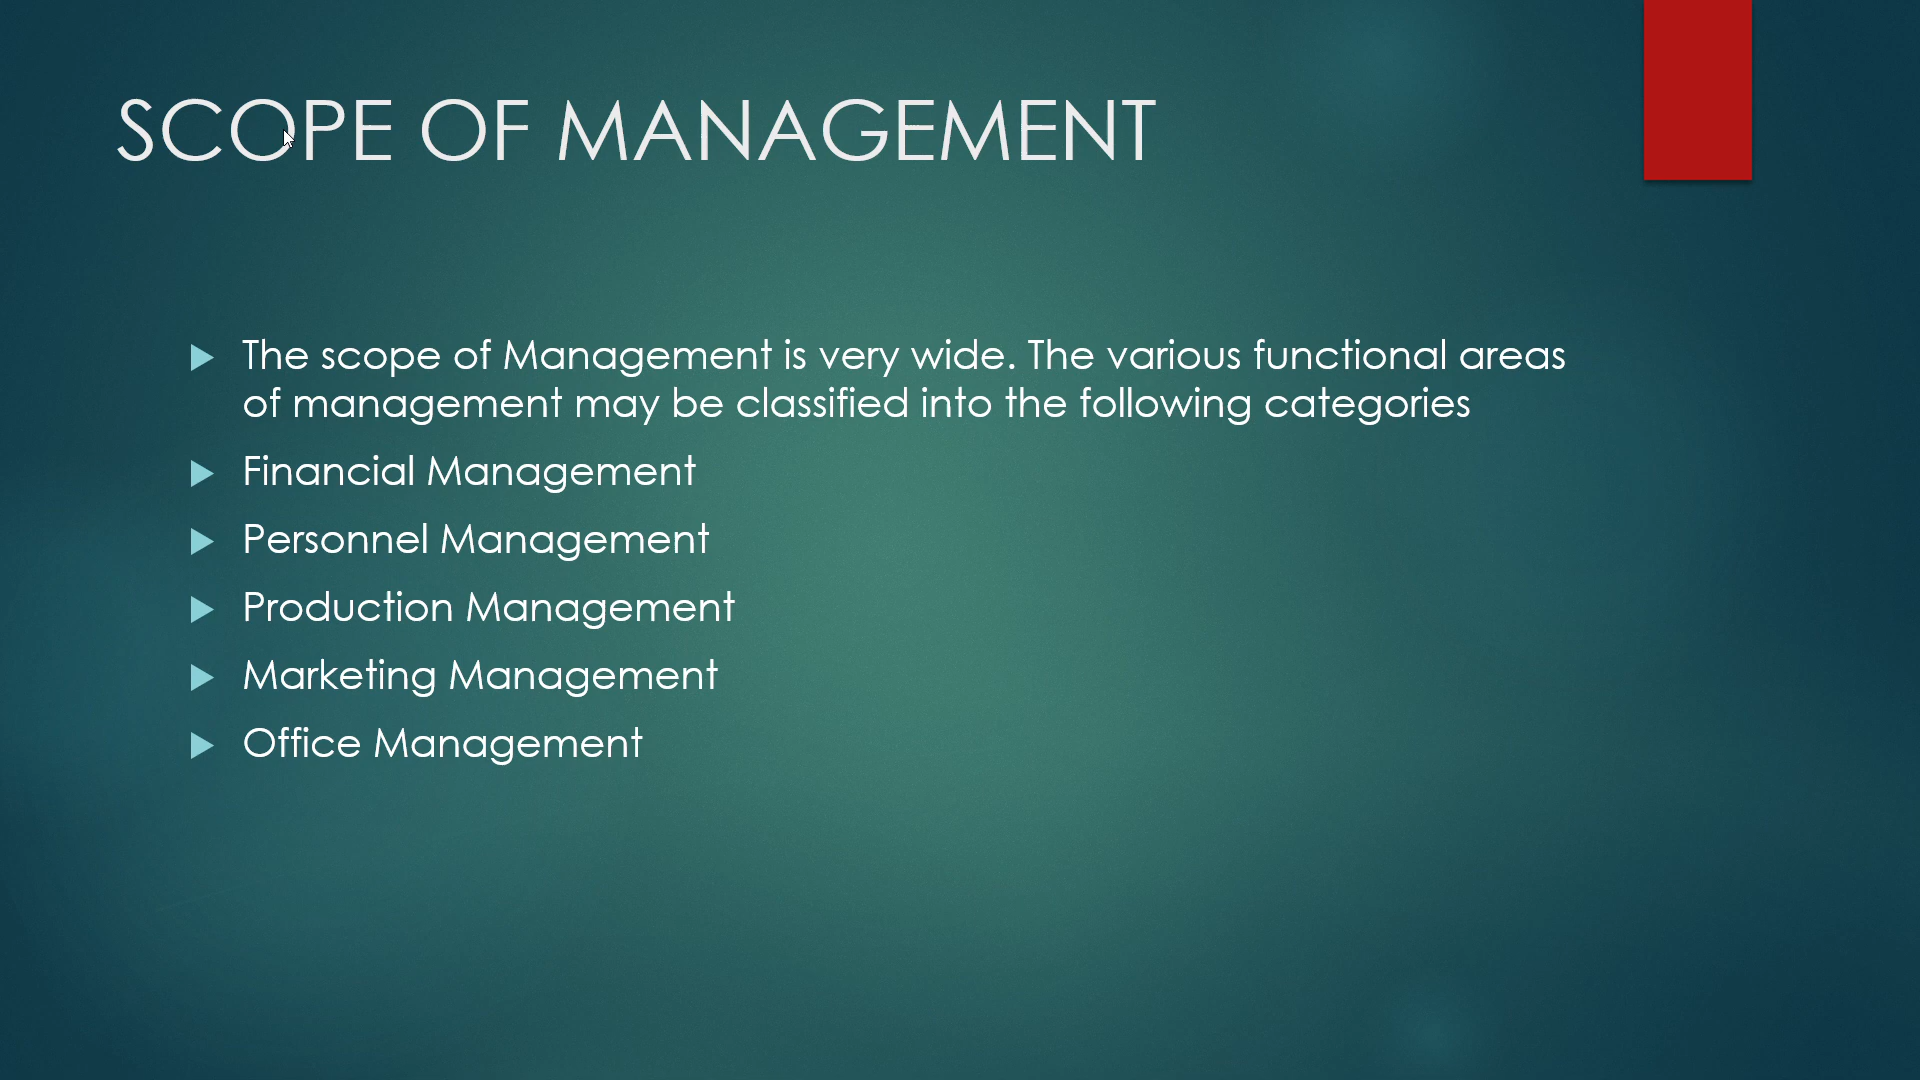 SCOPE OF MANAGEMENT
The scope of Management is very wide. The various functional areas
of management may be classified into the following categories
Financial Management
Personnel Management
Production Management
Marketing Management
Office Management